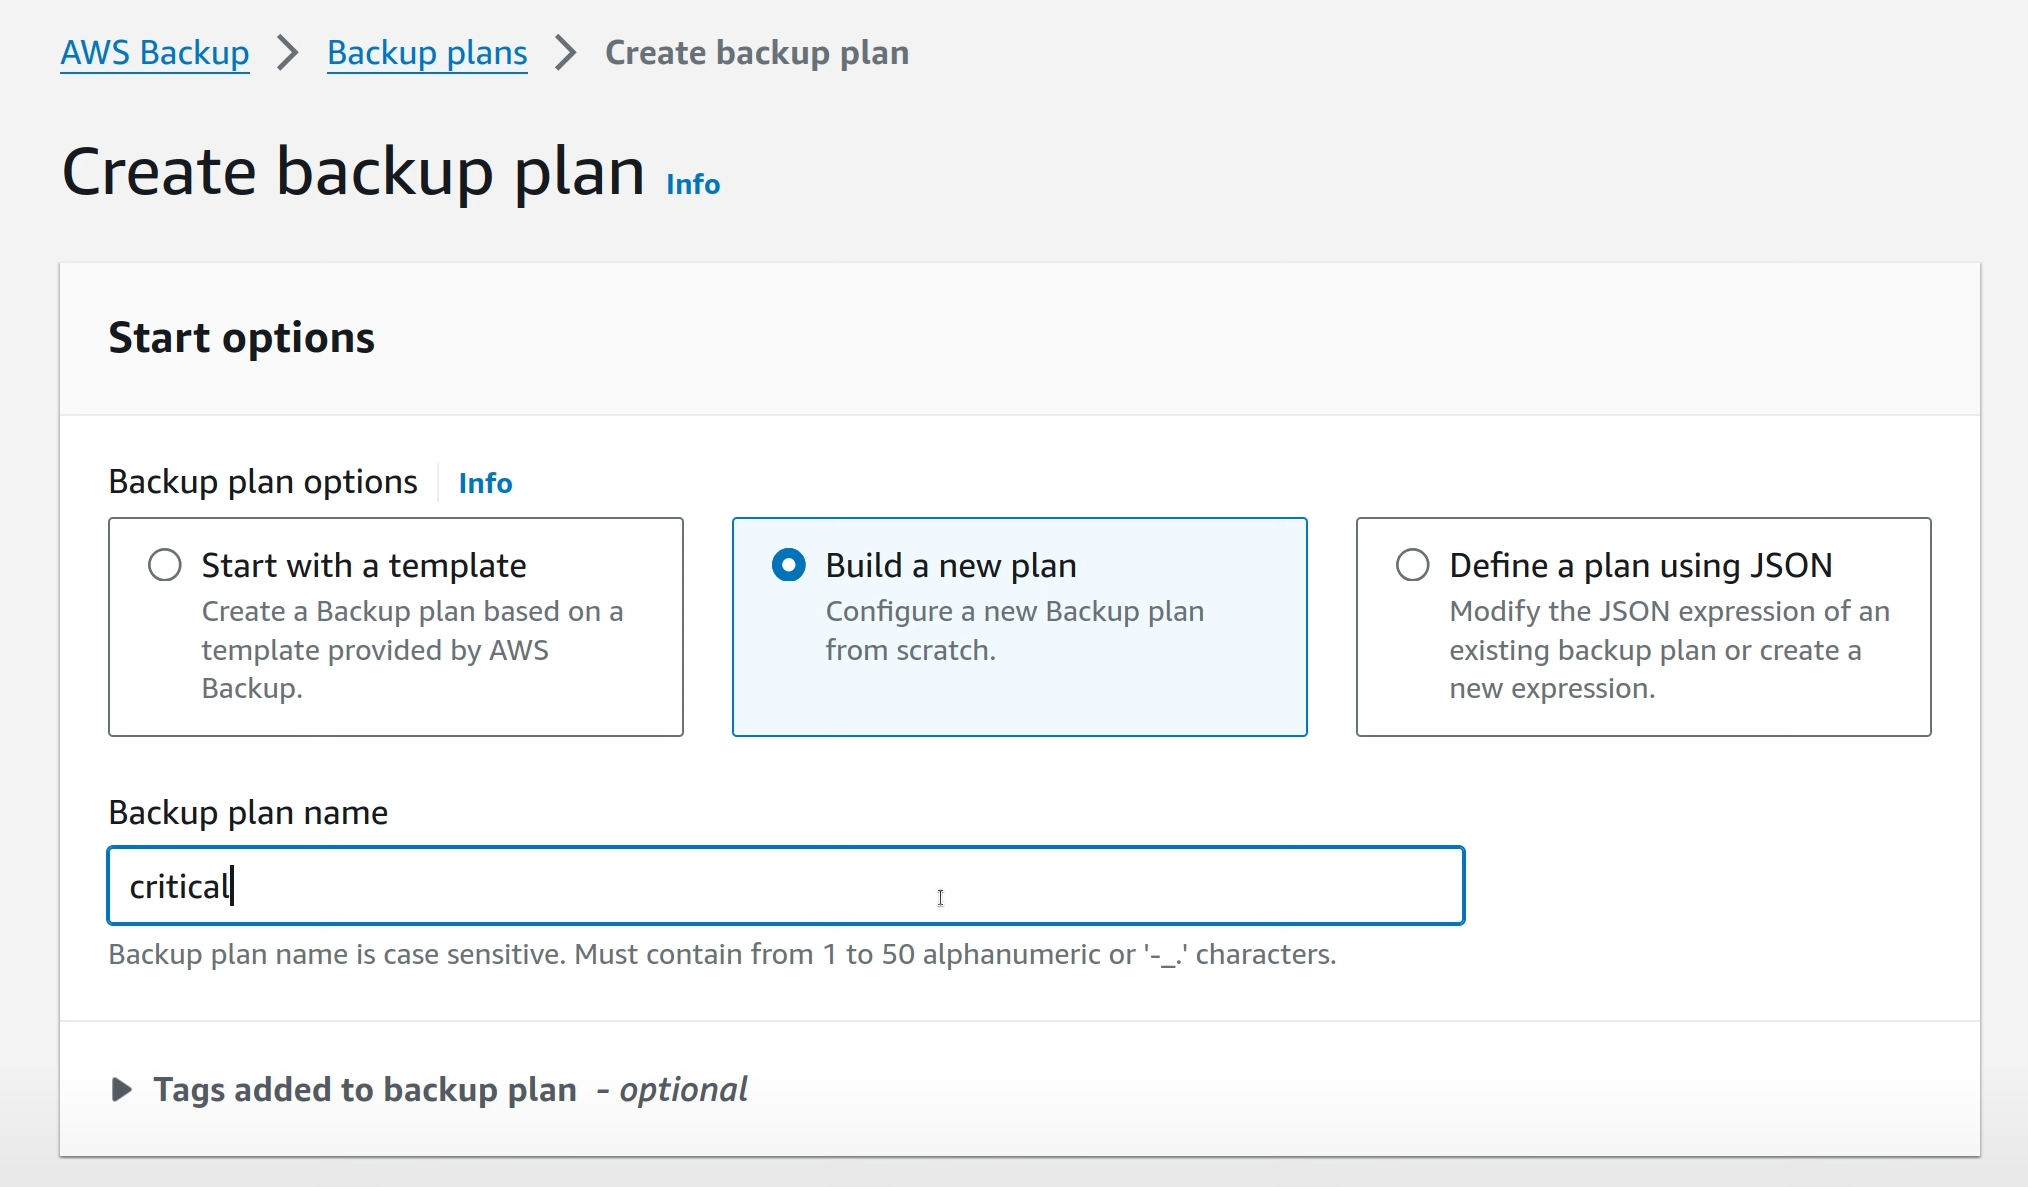 AWS Backup > Backup plans > Create backup plan
Create backup plan Info
Start options
Backup plan options Info
Start with a template
Create a Backup plan based on a
template provided by AWS
Backup.
Build a new plan
Configure a new Backup plan
from scratch.
Define a plan using JSON
Modify the JSON expression of an
existing backup plan or create a
new expression.
Backup plan name
critical
Backup plan name is case sensitive. Must contain from 1 to 50 alphanumeric or '-_.' characters.
Tags added to backup plan - optional